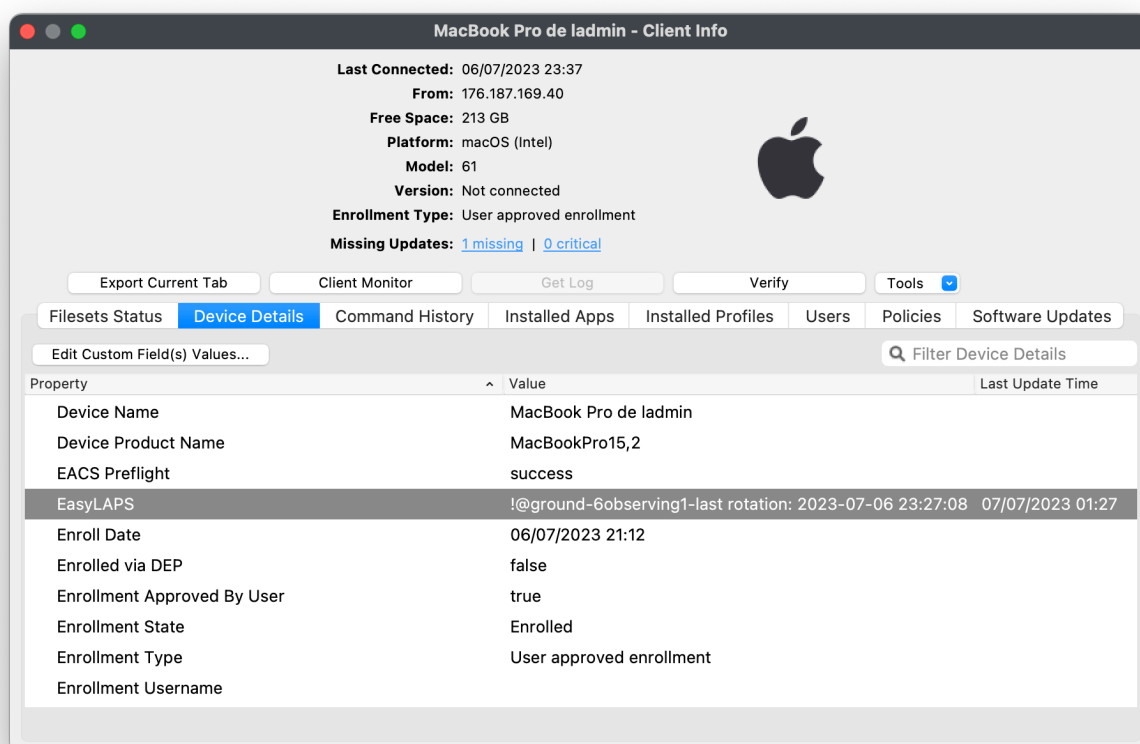 MacBook Pro de ladmin - Client Info
Last Connected: 06/07/2023 23:37
From: 176.187.169.40
Free Space: 213 GB
Platform: macOS (Intel)
Model: 61
Version: Not connected
Enrollment Type: User approved enrollment
Missing Updates: 1 missing | 0 critical
Export Current Tab Client Monitor Get Log Verify Tools
Filesets Status Device Details Command History Installed Apps Installed Profiles Users Policies Software Updates
Edit Custom Field(s) Values... Filter Device Details
Property Value Last Update Time
Device Name MacBook Pro de ladmin
Device Product Name MacBookPro15,2
EACS Preflight success
EasyLAPS !@ground-6observing1-last rotation: 2023-07-06 23:27:08 07/07/2023 01:27
Enroll Date 06/07/2023 21:12
Enrolled via DEP false
Enrollment Approved By User true
Enrollment State Enrolled
Enrollment Type User approved enrollment
Enrollment Username